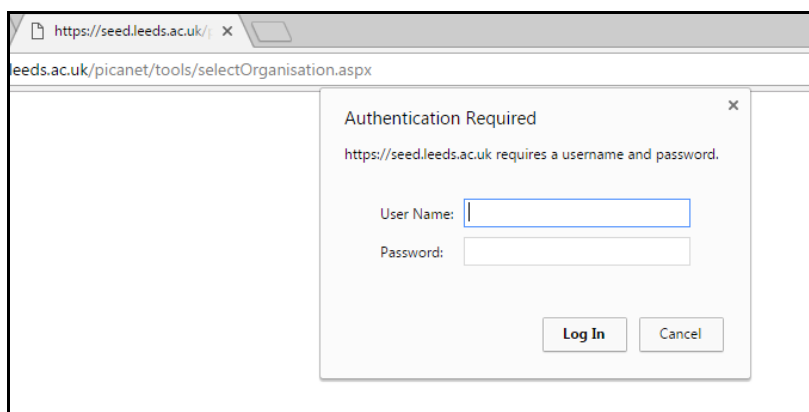 https://seed.leeds.ac.uk/
leeds.ac.uk/picanet/tools/selectOrganisation.aspx
Authentication Required
https://seed.leeds.ac.uk requires a username and password.
User Name:
Password:
Log In
Cancel